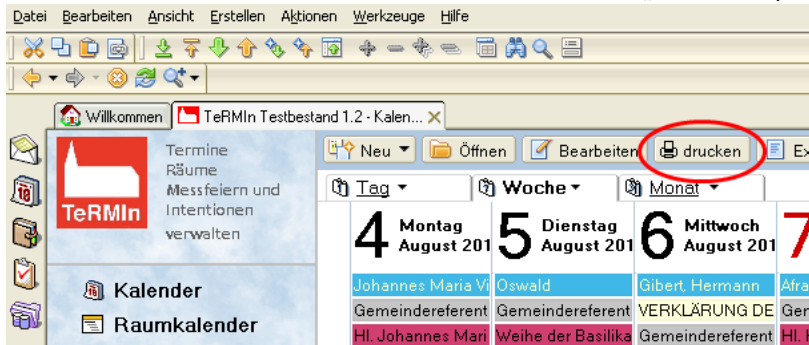 Datei Bearbeiten Ansicht Erstellen Aktionen Werkzeuge Hilfe
Willkommen TeRMIn Testbestand 1.2 - Kalen...
TeRMIn
Termine
Räume
Messfeiern und
Intentionen
verwalten
Kalender
Raumkalender
Neu Öffnen Bearbeiten drucken Ex
Tag Woche Monat
4 Montag 5 Dienstag 6 Mittwoch 7
August 201 August 201 August 201
Johannes Maria Vi Oswald Gibert, Hermann Afra
Gemeindereferent Gemeindereferent VERKLÄRUNG DE Gem
Hl. Johannes Mari Weihe der Basilika Gemeindereferent Hl.